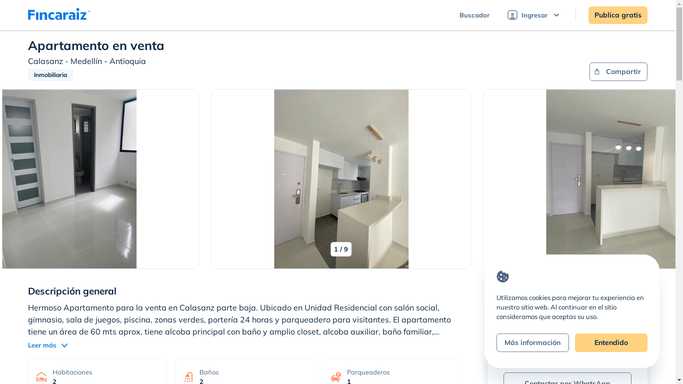 Fincaraíz
Buscador
Ingresar
Publica gratis
Apartamento en venta
Calasanz - Medellín - Antioquia
Inmobiliaria
Compartir
1 / 9
Descripción general
Hermoso Apartamento para la venta en Calasanz parte baja. Ubicado en Unidad Residencial con salón social,
gimnasio, sala de juegos, piscina, zonas verdes, portería 24 horas y parqueadero para visitantes. El apartamento
tiene un área de 60 mts aprox, tiene alcoba principal con baño y amplio closet, alcoba auxiliar, baño familiar,...
Leer más
Habitaciones
2
Baños
2
Parqueaderos
1
Utilizamos cookies para mejorar tu experiencia en
nuestro sitio web. Al continuar en el sitio
consideramos que aceptas su uso.
Más información
Entendido
Contactar por WhatsApp